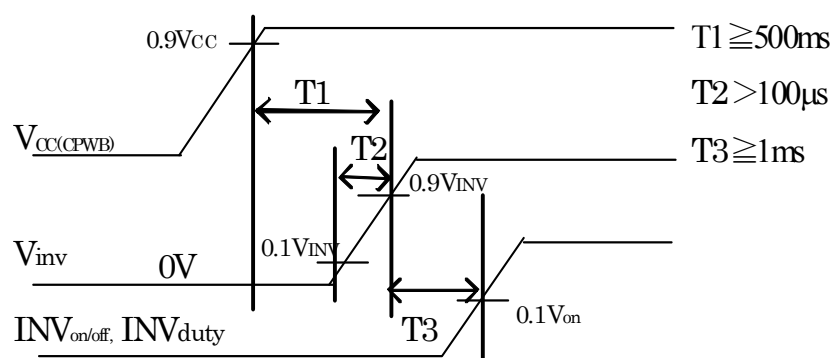 0.9VCC
T1≧500ms
T1
T2>100μs
VCC(CPWB)
T2
T3≧1ms
0.9VINV
Vinv
0V
0.1VINV
T3
0.1Von
INVon/off, INVduty